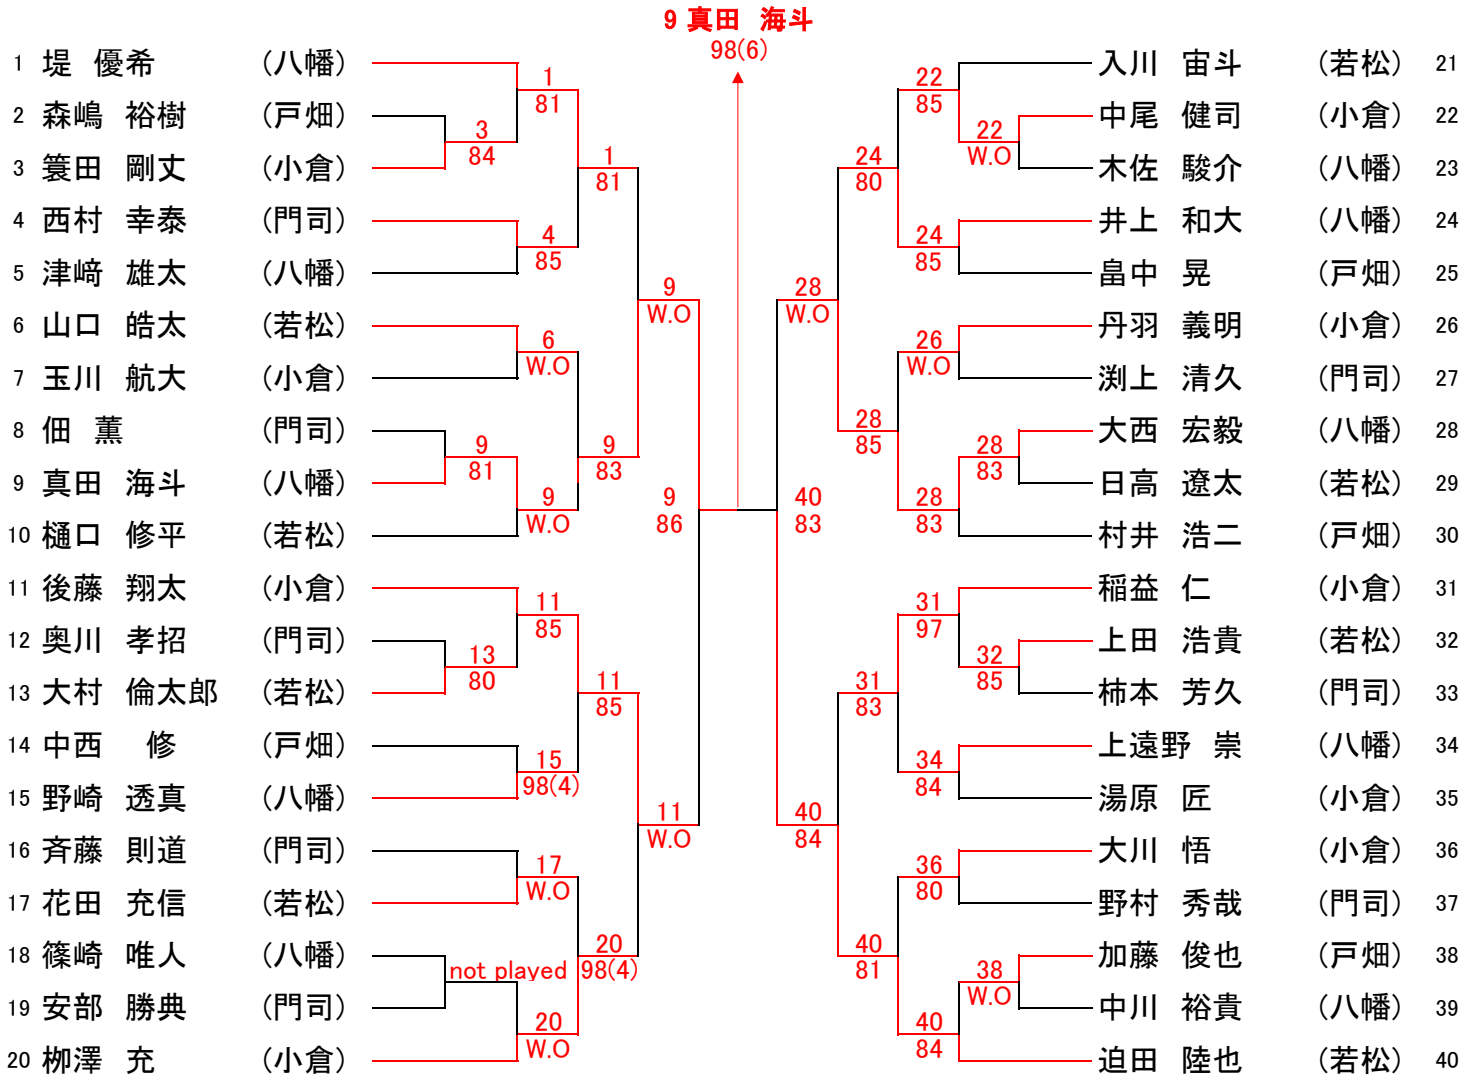 9 真田 海斗
98(6)
1 堤 優希 (八幡)
2 森嶋 裕樹 (戸畑)
3 簑田 剛丈 (小倉)
4 西村 幸泰 (門司)
5 津﨑 雄太 (八幡)
6 山口 皓太 (若松)
7 玉川 航大 (小倉)
8 佃 薫 (門司)
9 真田 海斗 (八幡)
10 樋口 修平 (若松)
11 後藤 翔太 (小倉)
12 奥川 孝招 (門司)
13 大村 倫太郎 (若松)
14 中西 修 (戸畑)
15 野崎 透真 (八幡)
16 斉藤 則道 (門司)
17 花田 充信 (若松)
18 篠崎 唯人 (八幡)
19 安部 勝典 (門司)
20 栁澤 充 (小倉)
3
84
9
81
13
80
not played
1
81
4
85
6
W.O
9
W.O
11
85
15
98(4)
17
W.O
20
W.O
1
81
9
83
11
85
20
98(4)
9
W.O
11
W.O
9
86
40
83
28
W.O
40
84
24
80
28
85
31
83
40
81
22
85
24
85
26
W.O
28
83
31
97
34
84
36
80
40
84
22
W.O
28
83
32
85
38
W.O
入川 宙斗 (若松) 21
中尾 健司 (小倉) 22
木佐 駿介 (八幡) 23
井上 和大 (八幡) 24
畠中 晃 (戸畑) 25
丹羽 義明 (小倉) 26
渕上 清久 (門司) 27
大西 宏毅 (八幡) 28
日高 遼太 (若松) 29
村井 浩二 (戸畑) 30
稲益 仁 (小倉) 31
上田 浩貴 (若松) 32
柿本 芳久 (門司) 33
上遠野 崇 (八幡) 34
湯原 匠 (小倉) 35
大川 悟 (小倉) 36
野村 秀哉 (門司) 37
加藤 俊也 (戸畑) 38
中川 裕貴 (八幡) 39
迫田 陸也 (若松) 40